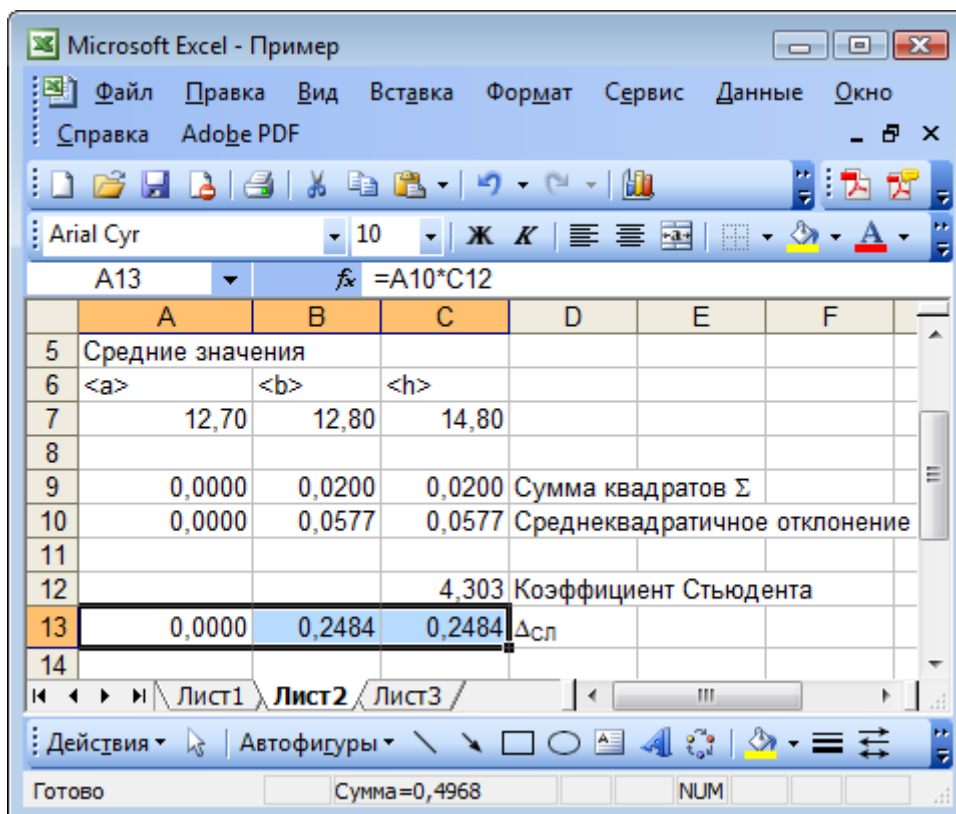 Microsoft Excel - Пример
Файл Правка Вид Вставка Формат Сервис Данные Окно
Справка Adobe PDF
Arial Cyr 10 Ж К
A13 fx =A10*C12
A B C D E F
5 Средние значения
6 <a> <b> <h>
7 12,70 12,80 14,80
8
9 0,0000 0,0200 0,0200 Сумма квадратов Σ
10 0,0000 0,0577 0,0577 Среднеквадратичное отклонение
11
12 4,303 Коэффициент Стьюдента
13 0,0000 0,2484 0,2484 ΔСЛ
14
Лист1 Лист2 Лист3
Действия Автофигуры
Готово Сумма=0,4968 NUM